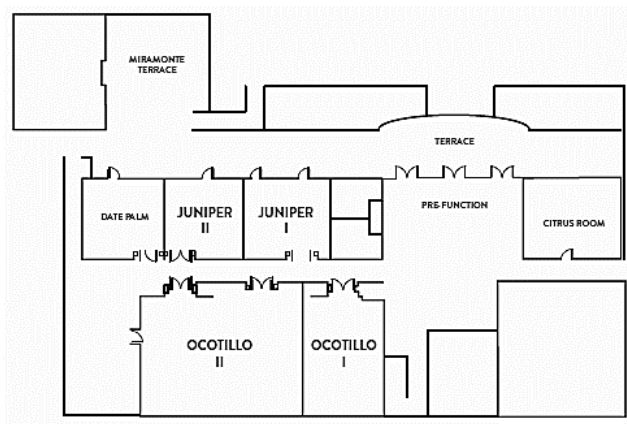 MIRAMONTE
TERRACE
TERRACE
DATE PALM
JUNIPER
II
JUNIPER
I
PRE-FUNCTION
CITRUS ROOM
OCOTILLO
II
OCOTILLO
I